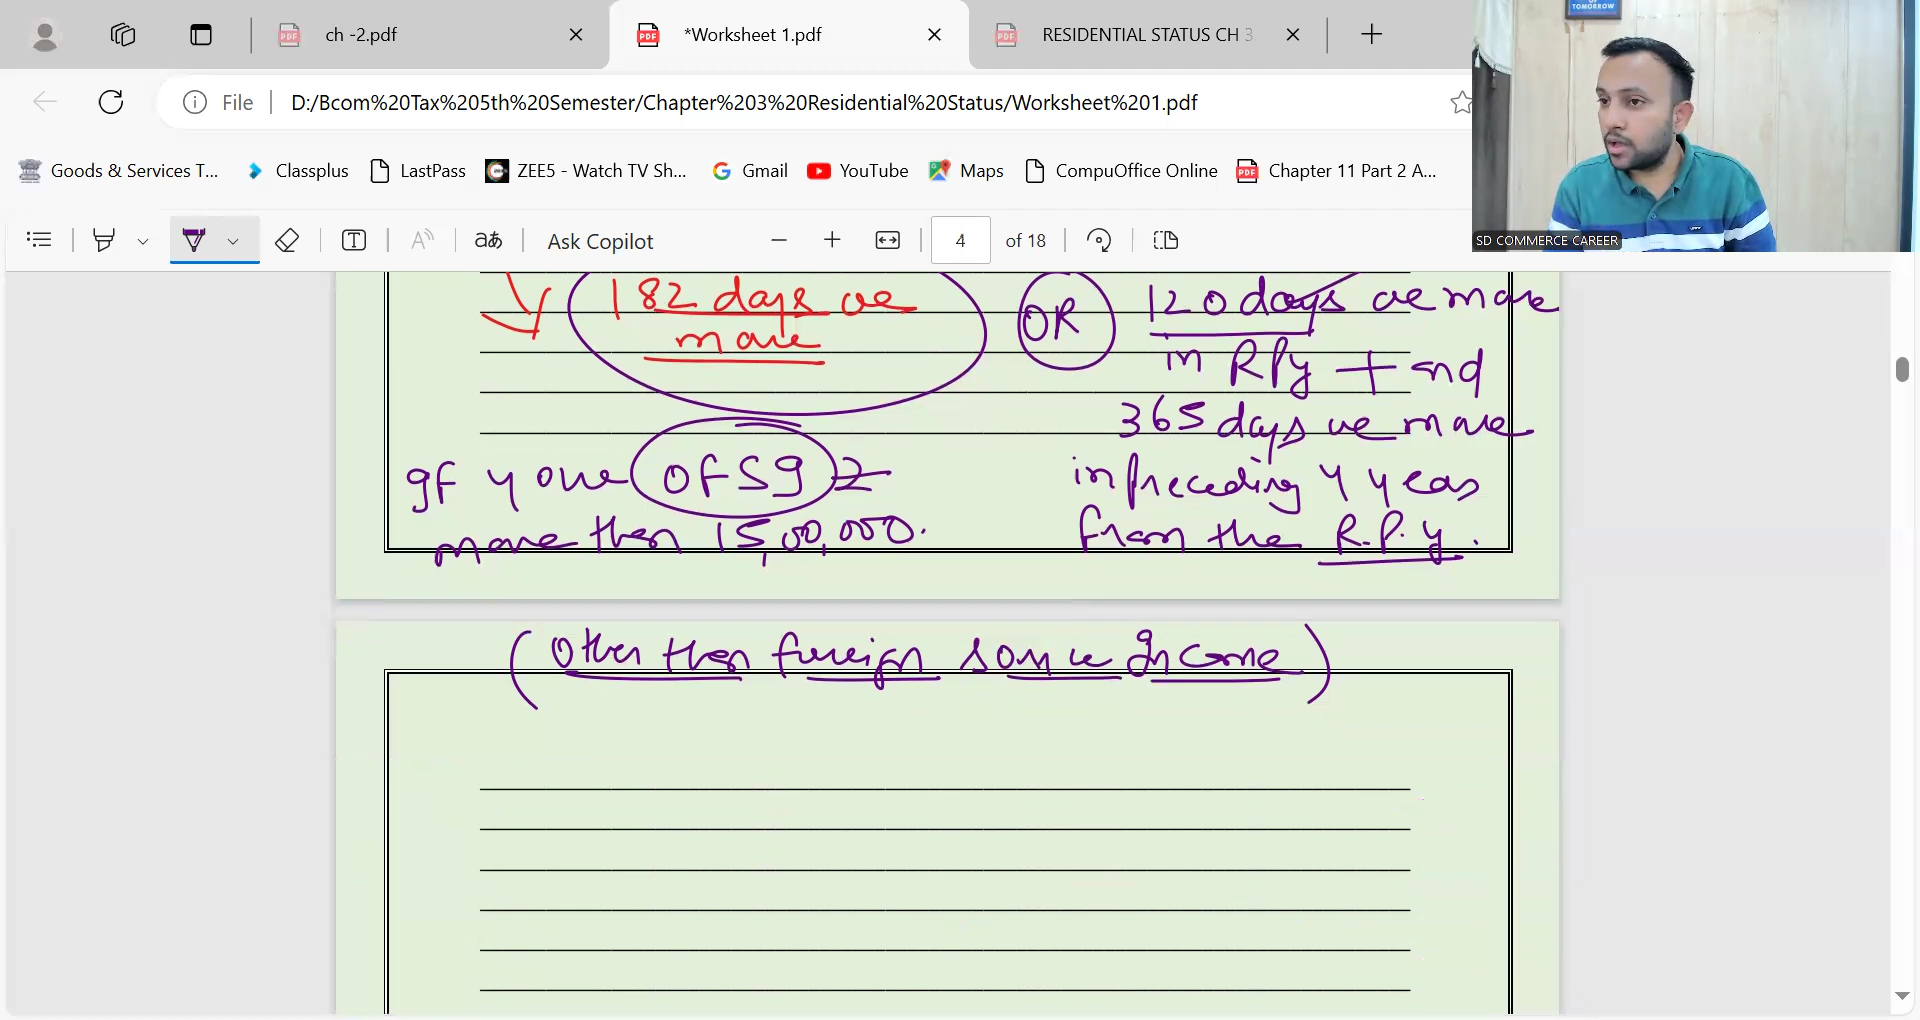 ch -2.pdf
*Worksheet 1.pdf
RESIDENTIAL STATUS CH 3
TOMORROW
File D:/Bcom%20Tax%205th%20Semester/Chapter%203%20Residential%20Status/Worksheet%201.pdf
Goods & Services T... Classplus LastPass ZEE5 - Watch TV Sh... Gmail YouTube Maps CompuOffice Online Chapter 11 Part 2 A...
SD COMMERCE CAREER
Ask Copilot 4 of 18
182 days or
more
OR
120 days or more
in RPy and
365 days or more
in preceding 4 years
from the R.P.y.
more then 15,00,000.
(Other then foreign source Income)